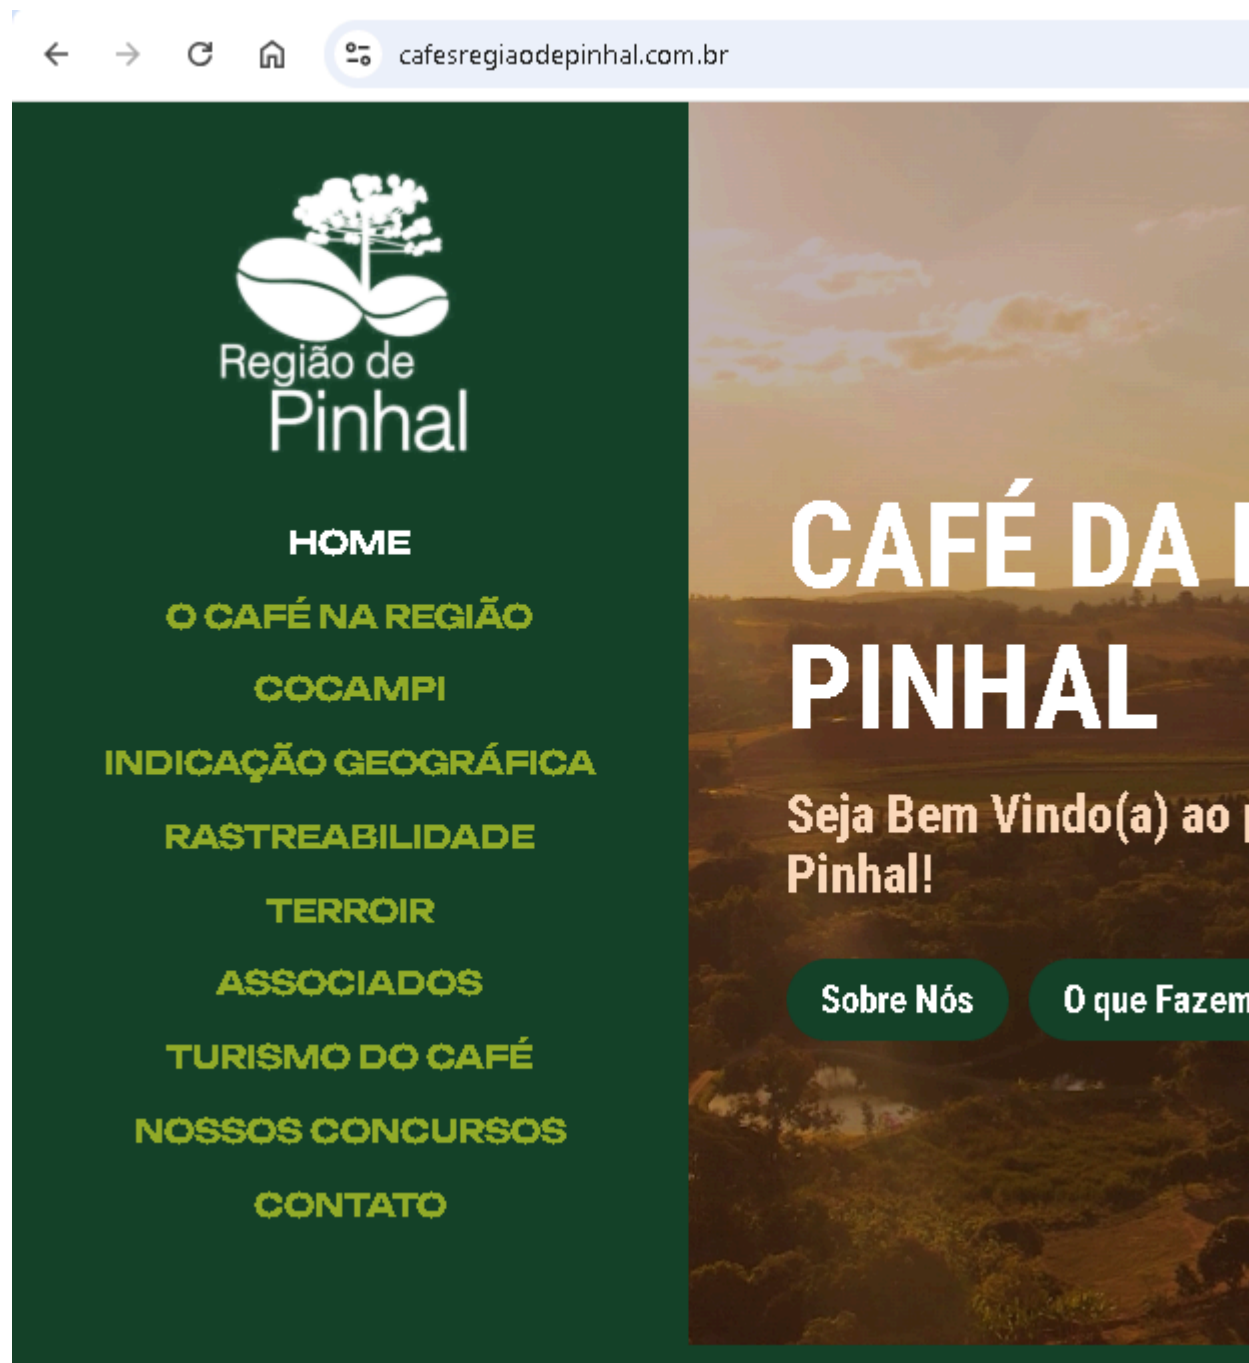 cafesregiaodepinhal.com.br
Região de
Pinhal
HOME
O CAFÉ NA REGIÃO
COCAMPI
INDICAÇÃO GEOGRÁFICA
RASTREABILIDADE
TERROIR
ASSOCIADOS
TURISMO DO CAFÉ
NOSSOS CONCURSOS
CONTATO
CAFÉ DA
PINHAL
Seja Bem Vindo(a) ao
Pinhal!
Sobre Nós
O que Fazem